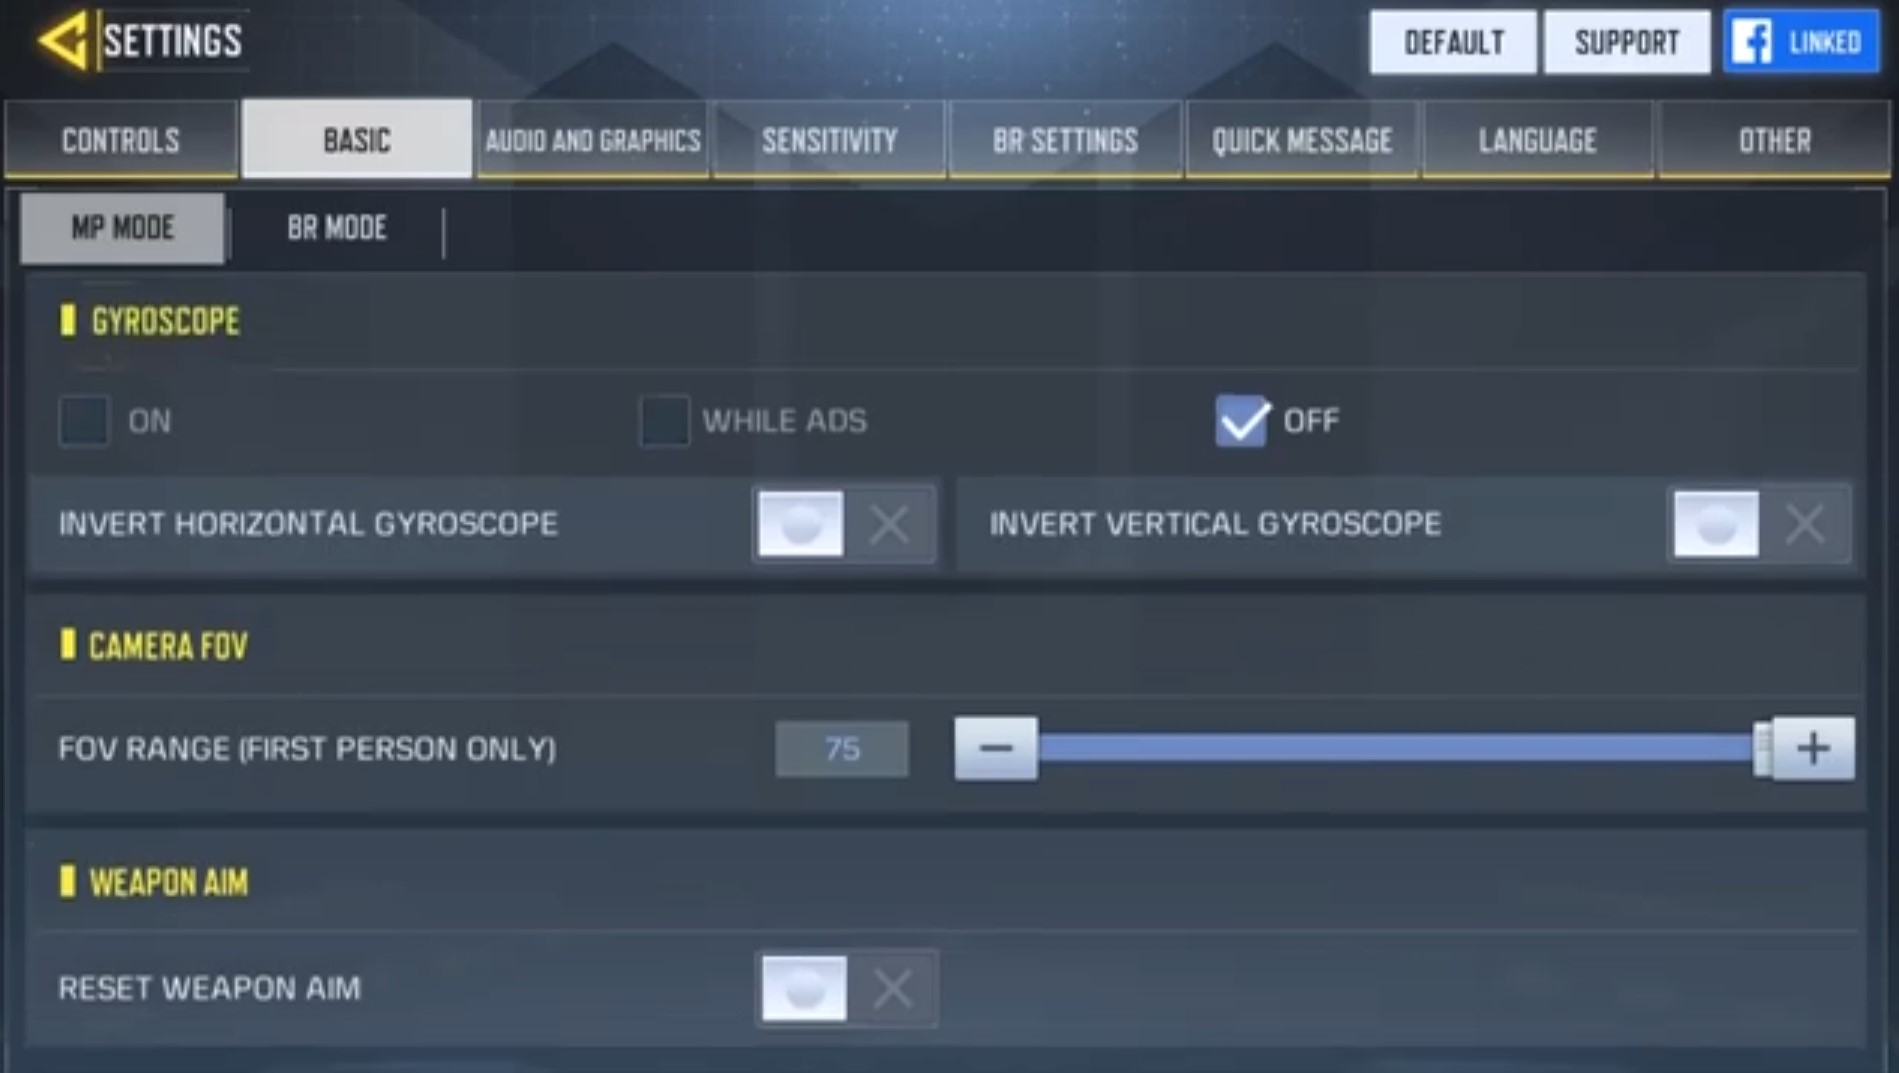 SETTINGS
DEFAULT
SUPPORT
LINKED
CONTROLS
BASIC
AUDIO AND GRAPHICS
SENSITIVITY
BR SETTINGS
QUICK MESSAGE
LANGUAGE
OTHER
MP MODE
BR MODE
GYROSCOPE
ON
WHILE ADS
OFF
INVERT HORIZONTAL GYROSCOPE
INVERT VERTICAL GYROSCOPE
CAMERA FOV
FOV RANGE (FIRST PERSON ONLY)
75
WEAPON AIM
RESET WEAPON AIM